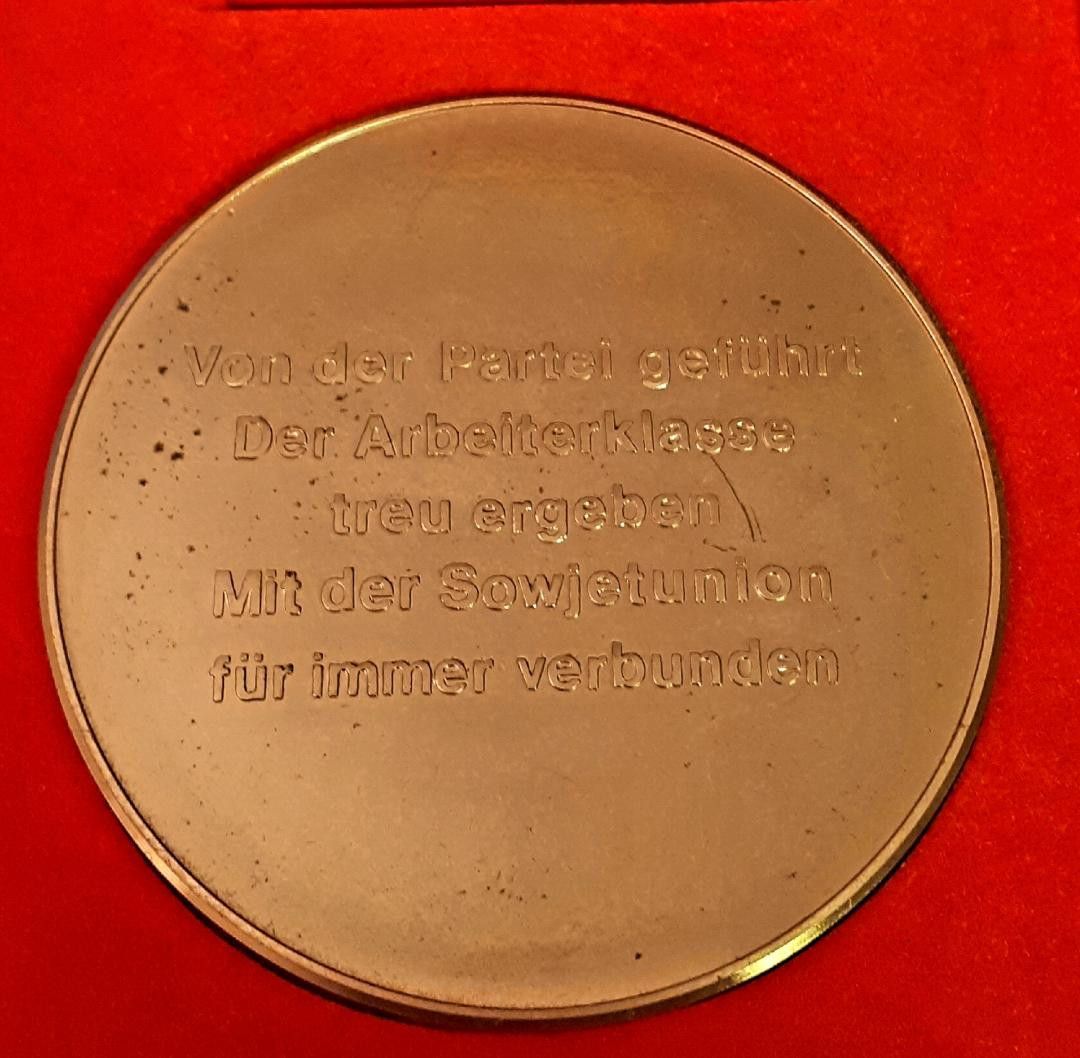 Von der Partei geführt
Der Arbeiterklasse
treu ergeben
Mit der Sowjetunion
für immer verbunden